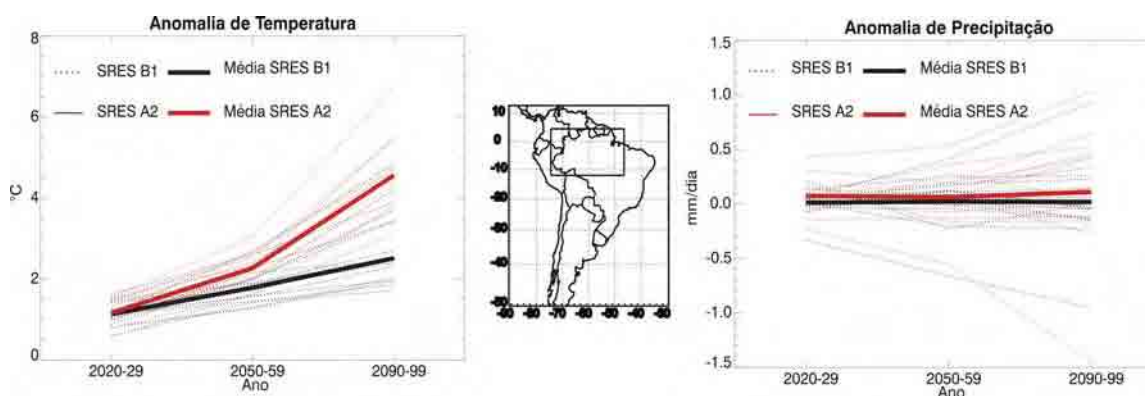 Anomalia de Temperatura
8
6
4
2
0
°C
SRES B1
Média SRES B1
SRES A2
Média SRES A2
2020-29
2050-59
2090-99
Ano
10
0
-10
-20
-60
-90
-80
-70
-60
-50
-40
-30
Anomalia de Precipitação
1.5
1.0
0.5
0.0
-0.5
-1.0
-1.5
mm/dia
SRES B1
Média SRES B1
SRES A2
Média SRES A2
2020-29
2050-59
2090-99
Ano